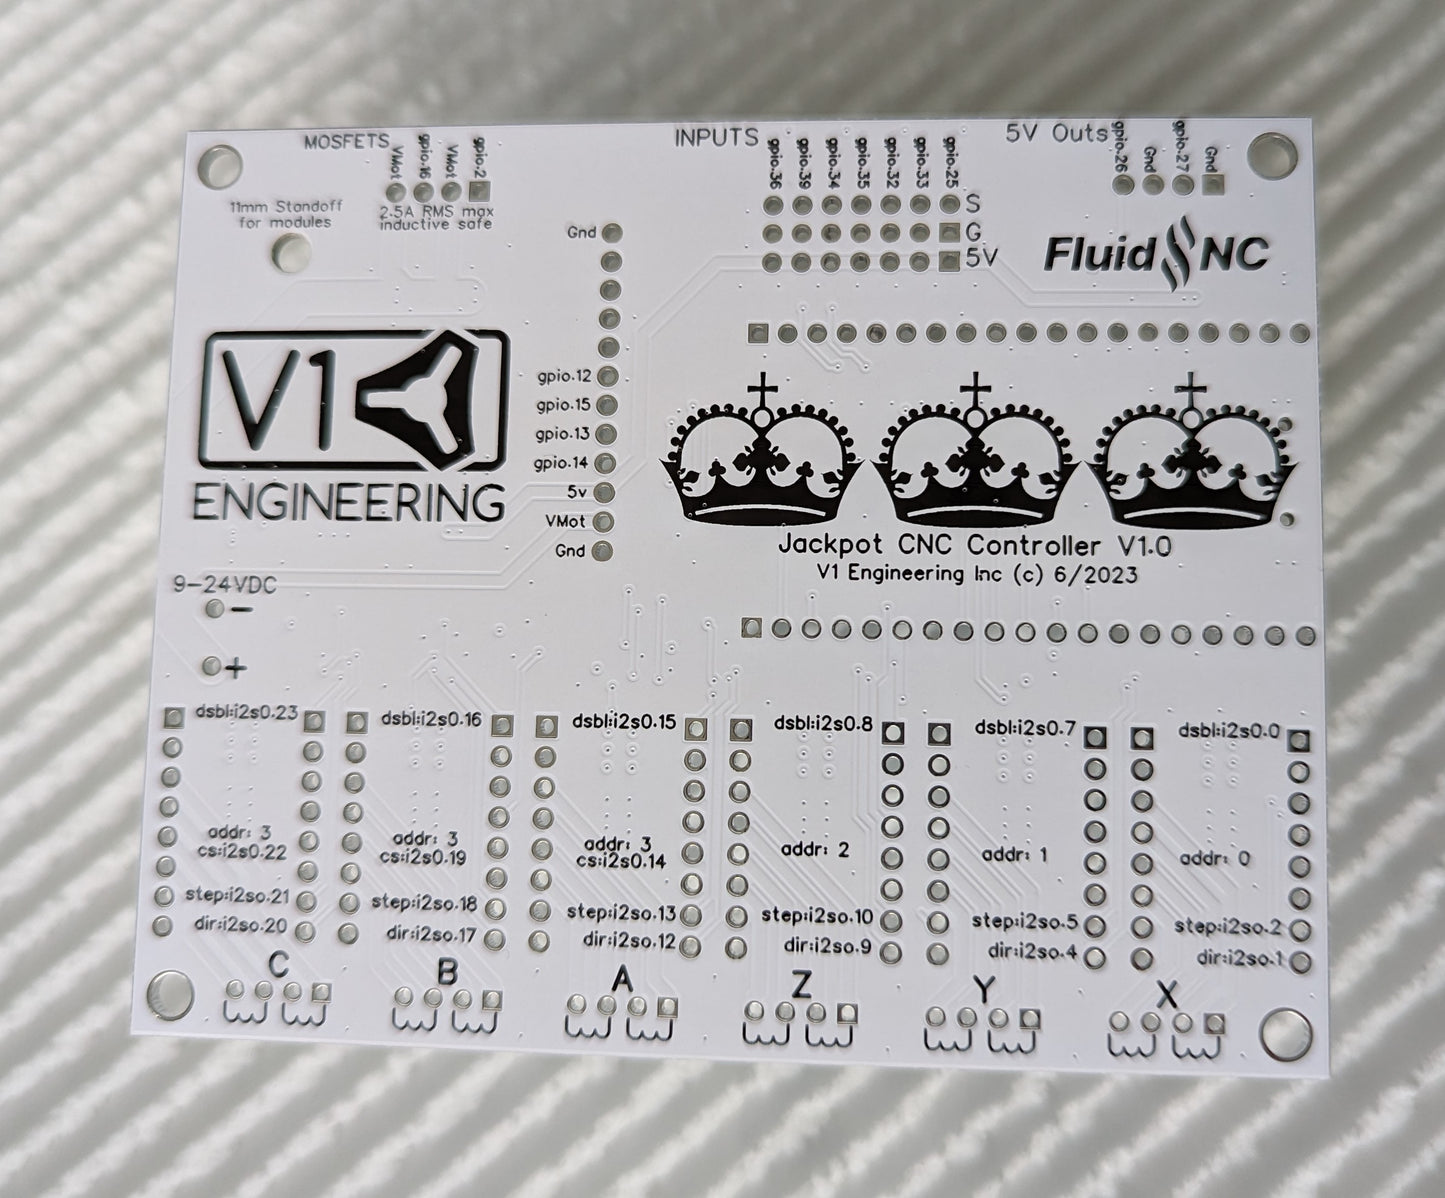 MOSFETS
VMot
gpio.16
VMot
gpio.2
2.5A RMS max
inductive safe
INPUTS
gpio.36
gpio.39
gpio.34
gpio.35
gpio.32
gpio.33
gpio.25
S
G
5V
5V Outs
gpio.26
Gnd
gpio.27
Gnd
11mm Standoff
for modules
FluidNC
V1
ENGINEERING
Gnd
gpio.12
gpio.15
gpio.13
gpio.14
5v
VMot
Gnd
Jackpot CNC Controller V1.0
V1 Engineering Inc (c) 6/2023
9-24VDC
-
+
dsbl:i2s0.23
addr: 3
cs:i2s0.22
step:i2so.21
dir:i2so.20
C
dsbl:i2s0.16
addr: 3
cs:i2s0.19
step:i2so.18
dir:i2so.17
B
dsbl:i2s0.15
addr: 3
cs:i2s0.14
step:i2so.13
dir:i2so.12
A
dsbl:i2s0.8
addr: 2
step:i2so.10
dir:i2so.9
Z
dsbl:i2s0.7
addr: 1
step:i2so.5
dir:i2so.4
Y
dsbl:i2s0.0
addr: 0
step:i2so.2
dir:i2so.1
X